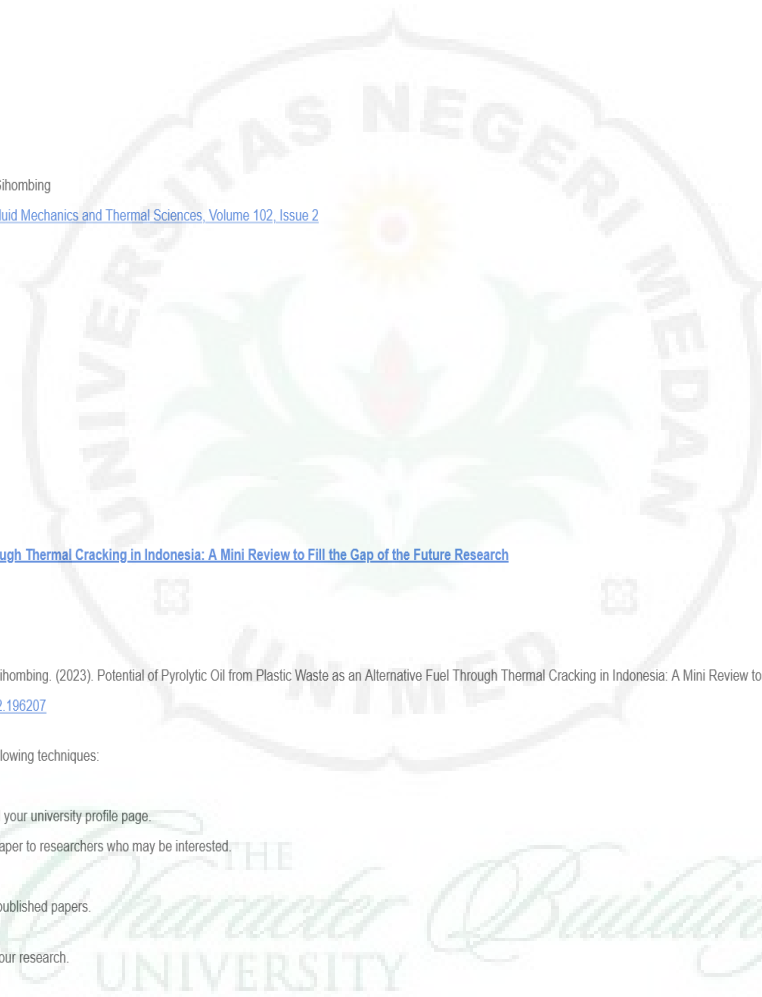 UNIVERSITAS NEGERI MEDAN
Sihombing
luid Mechanics and Thermal Sciences, Volume 102, Issue 2
ugh Thermal Cracking in Indonesia: A Mini Review to Fill the Gap of the Future Research
UNIMED
ihombing. (2023). Potential of Pyrolytic Oil from Plastic Waste as an Alternative Fuel Through Thermal Cracking in Indonesia: A Mini Review to
2.196207
lowing techniques:
your university profile page.
aper to researchers who may be interested.
THE
published papers.
Character Buildin
our research.
UNIVERSITY